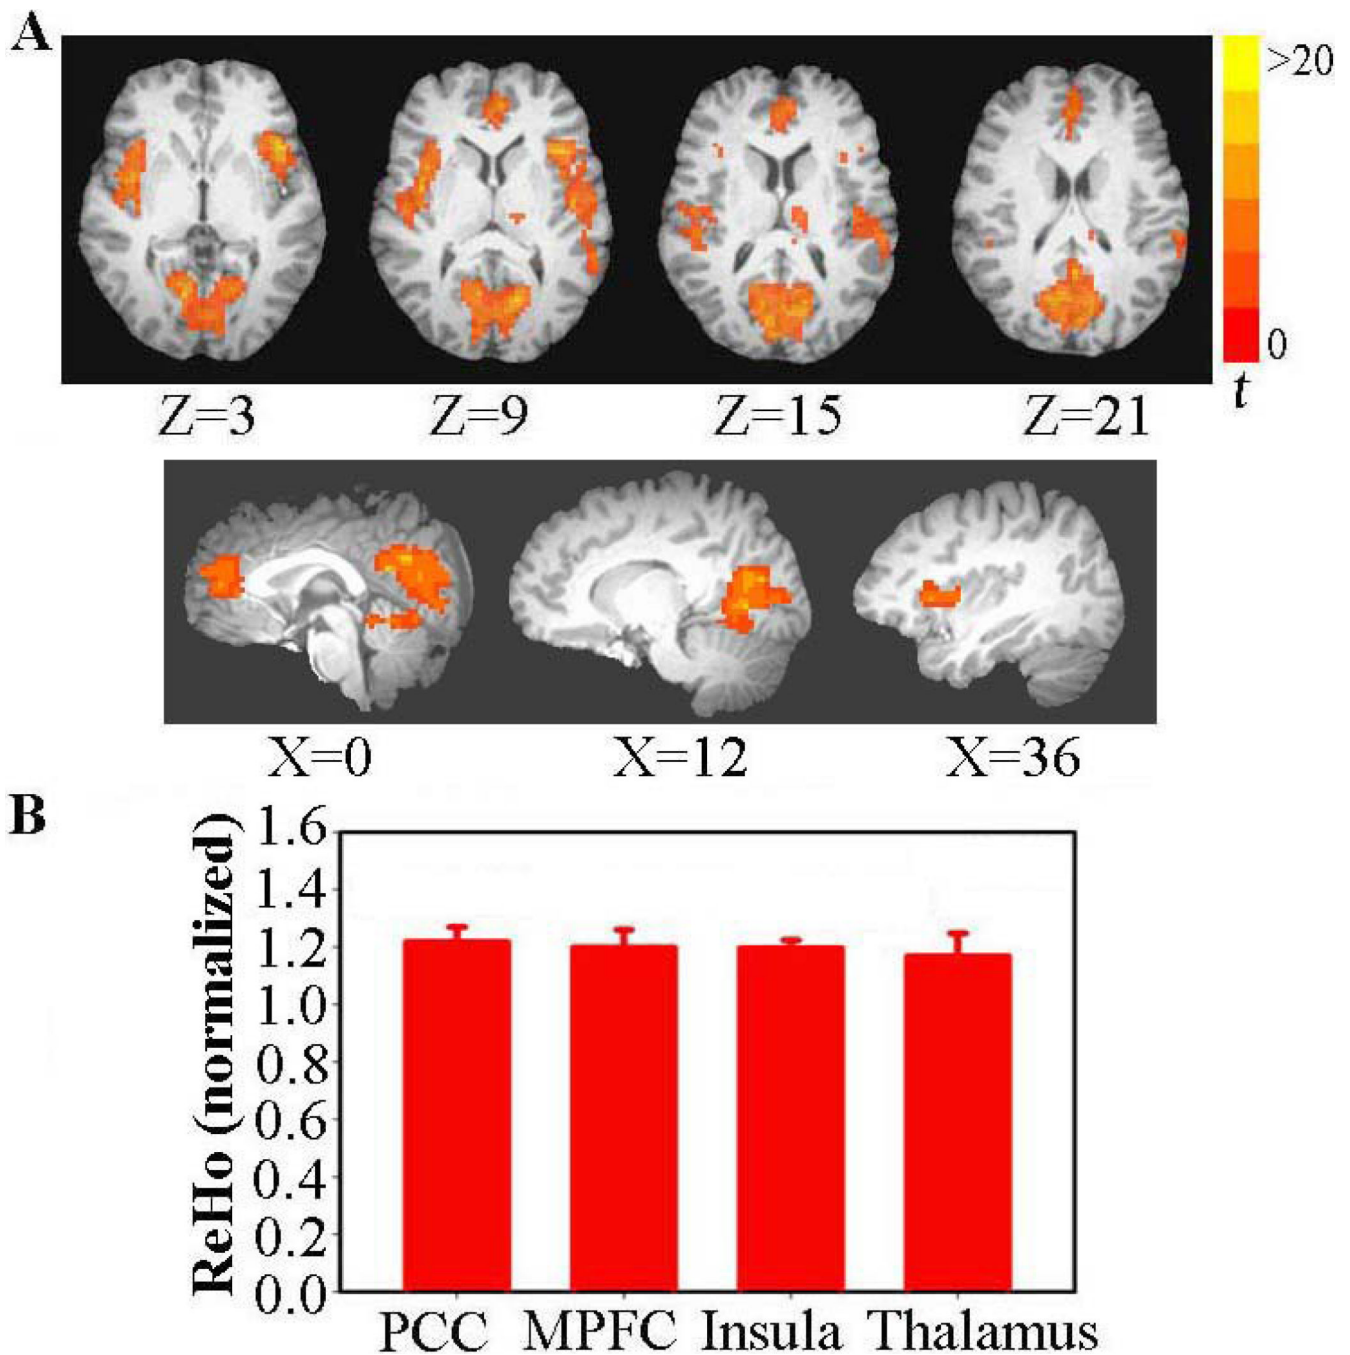 A
>20
0
t
Z=3 Z=9 Z=15 Z=21
X=0 X=12 X=36
B
ReHo (normalized)
1.6
1.4
1.2
1.0
0.8
0.6
0.4
0.2
0.0
PCC MPFC Insula Thalamus